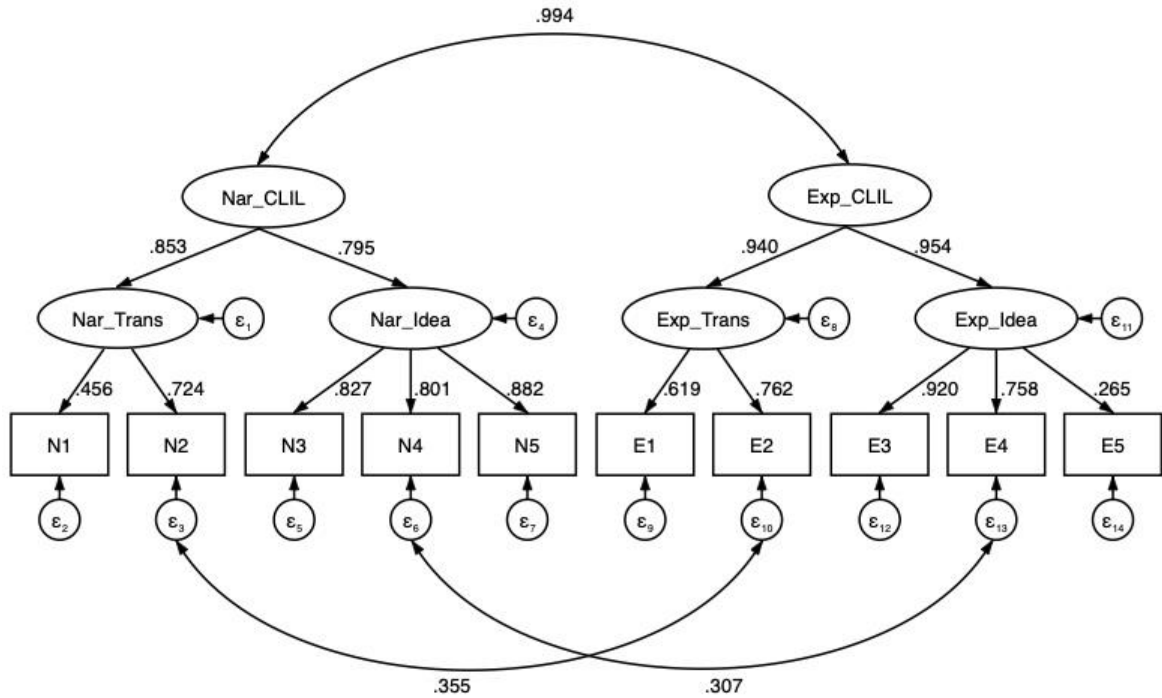 .994
Nar_CLIL
Exp_CLIL
.853
.795
.940
.954
Nar_Trans
ε₁
Nar_Idea
ε₄
Exp_Trans
ε₈
Exp_Idea
ε₁₁
.456
.724
.827
.801
.882
.619
.762
.920
.758
.265
N1
N2
N3
N4
N5
E1
E2
E3
E4
E5
ε₂
ε₃
ε₅
ε₆
ε₇
ε₉
ε₁₀
ε₁₂
ε₁₃
ε₁₄
.355
.307